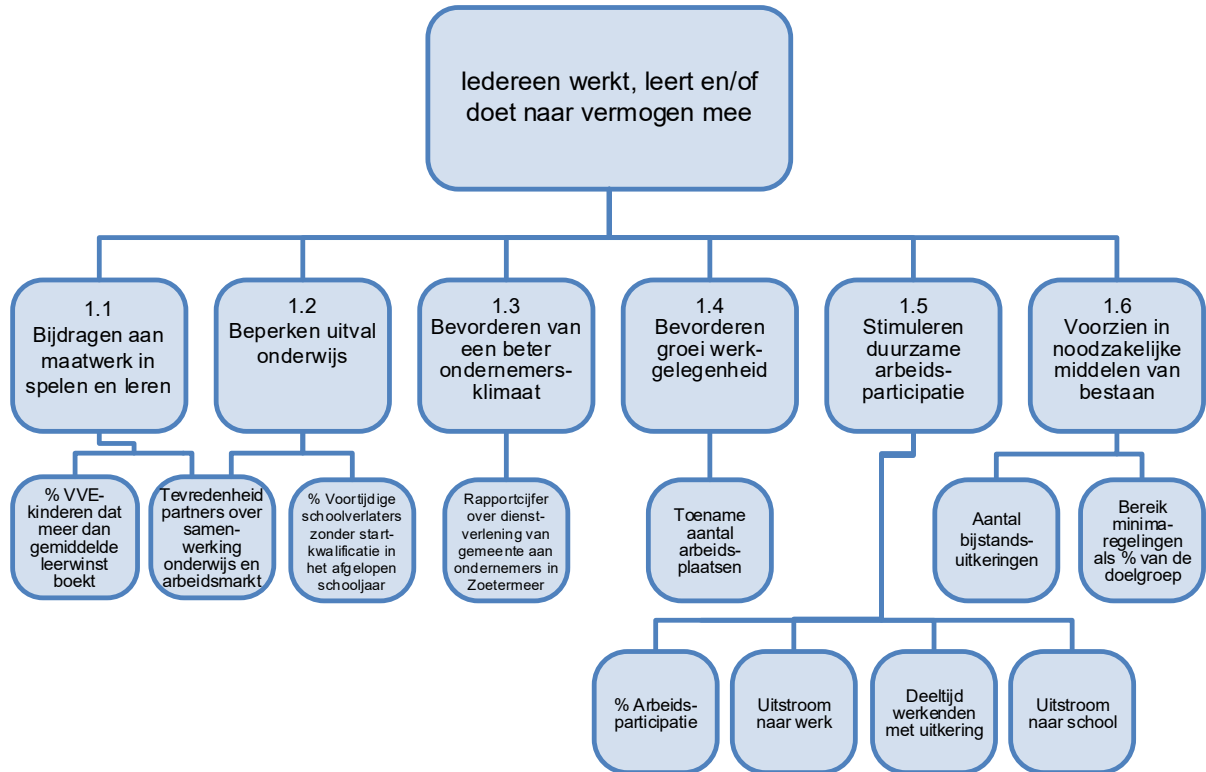 Iedereen werkt, leert en/of
doet naar vermogen mee
1.1
Bijdragen aan
maatwerk in
spelen en leren
1.2
Beperken uitval
onderwijs
1.3
Bevorderen van
een beter
ondernemers-
klimaat
1.4
Bevorderen
groei werk-
gelegenheid
1.5
Stimuleren
duurzame
arbeids-
participatie
1.6
Voorzien in
noodzakelijke
middelen van
bestaan
% VVE-
kinderen dat
meer dan
gemiddelde
leerwinst
boekt
Tevredenheid
partners over
samen-
werking
onderwijs en
arbeidsmarkt
% Voortijdige
schoolverlaters
zonder start-
kwalificatie in
het afgelopen
schooljaar
Rapportcijfer
over dienst-
verlening van
gemeente aan
ondernemers in
Zoetermeer
Toename
aantal
arbeids-
plaatsen
Aantal
bijstands-
uitkeringen
Bereik
minima-
regelingen
als % van de
doelgroep
% Arbeids-
participatie
Uitstroom
naar werk
Deeltijd
werkenden
met uitkering
Uitstroom
naar school